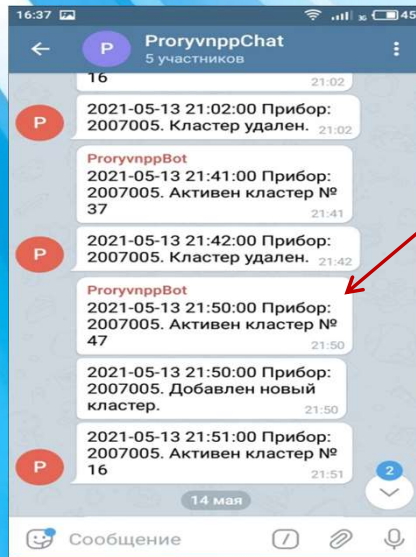 16:37
45
P
ProryvnppChat
5 участников
16
21:02
2021-05-13 21:02:00 Прибор:
2007005. Кластер удален. 21:02
P
ProryvnppBot
2021-05-13 21:41:00 Прибор:
2007005. Активен кластер №
37
21:41
2021-05-13 21:42:00 Прибор:
2007005. Кластер удален. 21:42
P
ProryvnppBot
2021-05-13 21:50:00 Прибор:
2007005. Активен кластер №
47
21:50
2021-05-13 21:50:00 Прибор:
2007005. Добавлен новый
кластер.
21:50
2021-05-13 21:51:00 Прибор:
2007005. Активен кластер №
16
21:51
P
2
14 мая
Сообщение